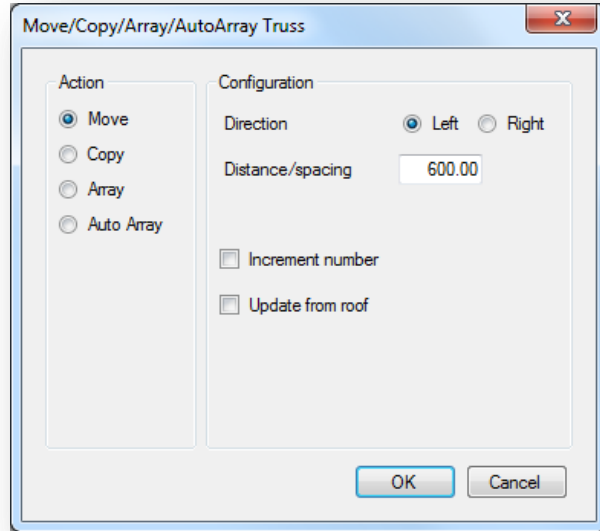 Move/Copy/Array/AutoArray Truss
Action
Move
Copy
Array
Auto Array
Configuration
Direction
Left
Right
Distance/spacing
600.00
Increment number
Update from roof
OK
Cancel